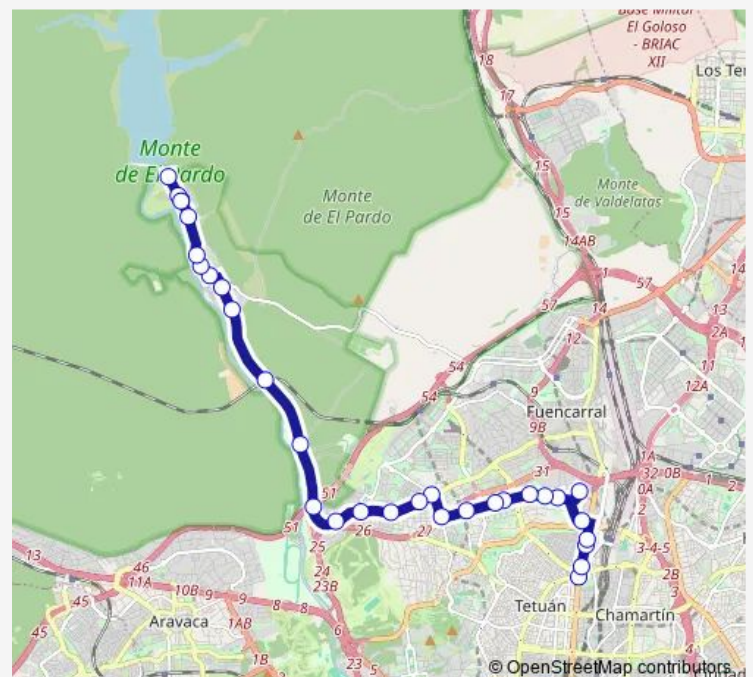 Base Militar
El Goloso
- BRIAC
XII
18
17
Los Te
15
Monte
de Valdelatas
15
14AB
Monte
de El Pardo
Monte
de El Pardo
57
57
14
14
13
2A
12
11
54
54
9
12A
Fuencarral
9B
31
1A
32
0B
0A
2
1
2
51
51
26
27
25
24
23B
3-4-5
2B
3
4
13
46
11A
10B
9
9
8
8
45
45
Aravaca
1AB
6
1B
23
5
Tetuán
Chamartín
© OpenStreetMap contributors